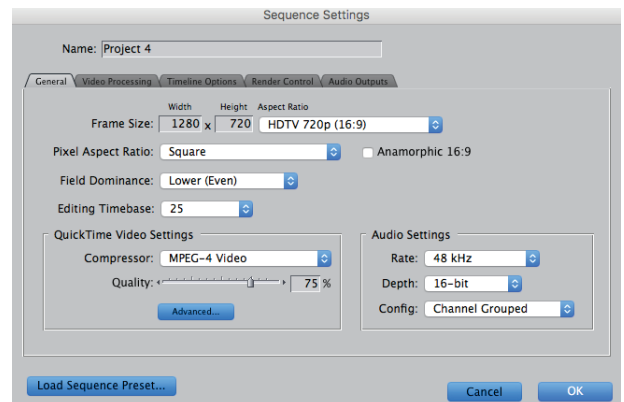 Sequence Settings
Name: Project 4
General Video Processing Timeline Options Render Control Audio Outputs
Width Height Aspect Ratio
Frame Size: 1280 x 720 HDTV 720p (16:9)
Pixel Aspect Ratio: Square Anamorphic 16:9
Field Dominance: Lower (Even)
Editing Timebase: 25
QuickTime Video Settings
Compressor: MPEG-4 Video
Quality: 75 %
Advanced...
Audio Settings
Rate: 48 kHz
Depth: 16-bit
Config: Channel Grouped
Load Sequence Preset... Cancel OK